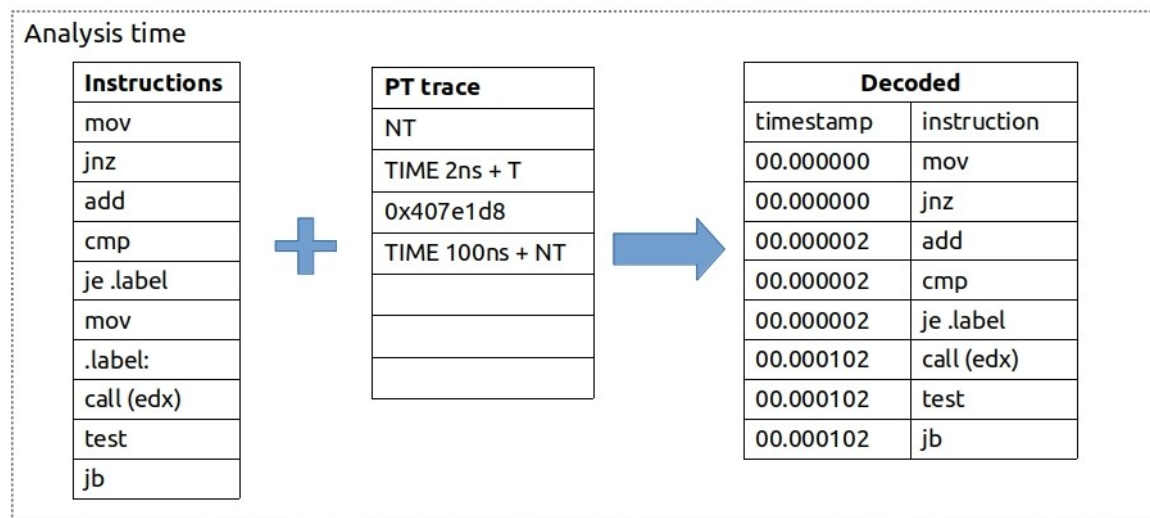 Analysis time
Instructions
mov
jnz
add
cmp
je .label
mov
.label:
call (edx)
test
jb
PT trace
NT
TIME 2ns + T
0x407e1d8
TIME 100ns + NT
Decoded
timestamp instruction
00.000000 mov
00.000000 jnz
00.000002 add
00.000002 cmp
00.000002 je .label
00.000102 call (edx)
00.000102 test
00.000102 jb